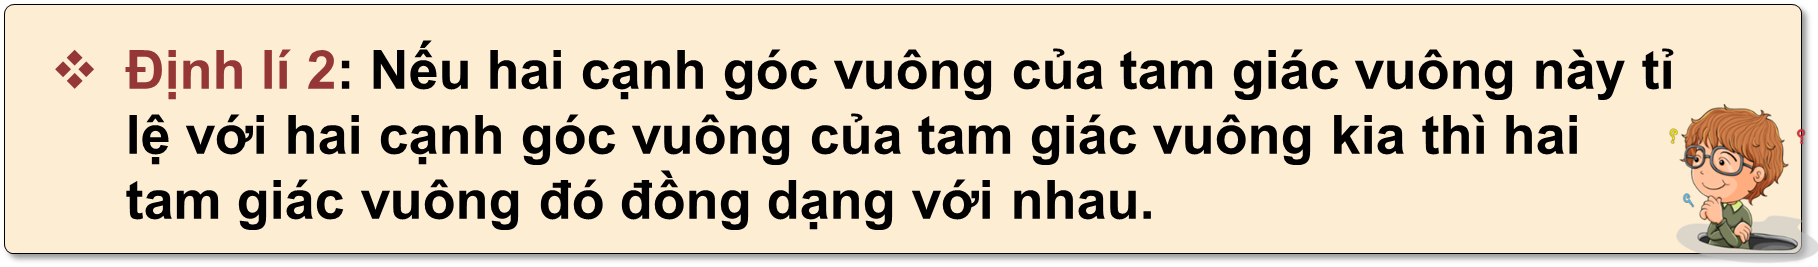 ❖ Định lí 2: Nếu hai cạnh góc vuông của tam giác vuông này tỉ
lệ với hai cạnh góc vuông của tam giác vuông kia thì hai
tam giác vuông đó đồng dạng với nhau.